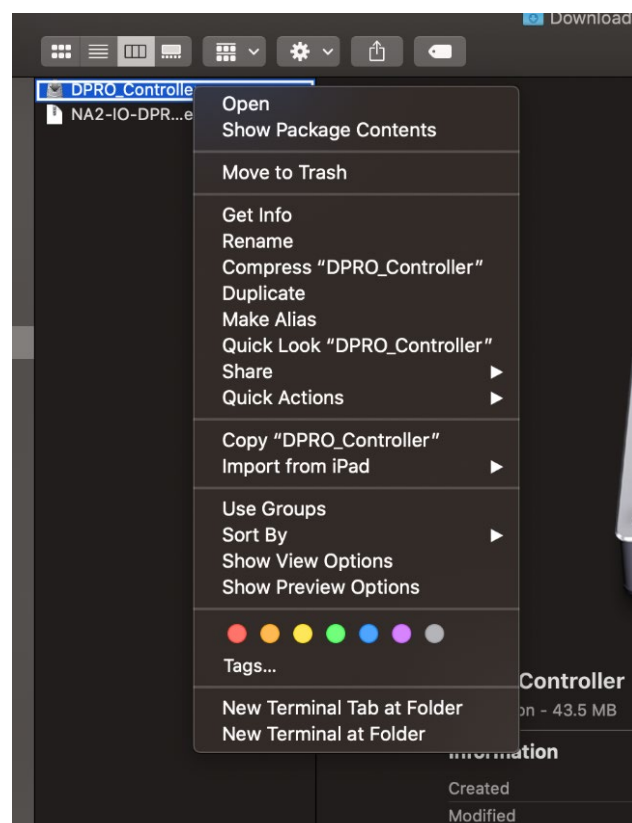 Download
DPRO_Controlle
NA2-IO-DPR...e
Open
Show Package Contents
Move to Trash
Get Info
Rename
Compress “DPRO_Controller”
Duplicate
Make Alias
Quick Look “DPRO_Controller”
Share
Quick Actions
Copy “DPRO_Controller”
Import from iPad
Use Groups
Sort By
Show View Options
Show Preview Options
Tags...
New Terminal Tab at Folder
New Terminal at Folder
Controller
on - 43.5 MB
Information
Created
Modified